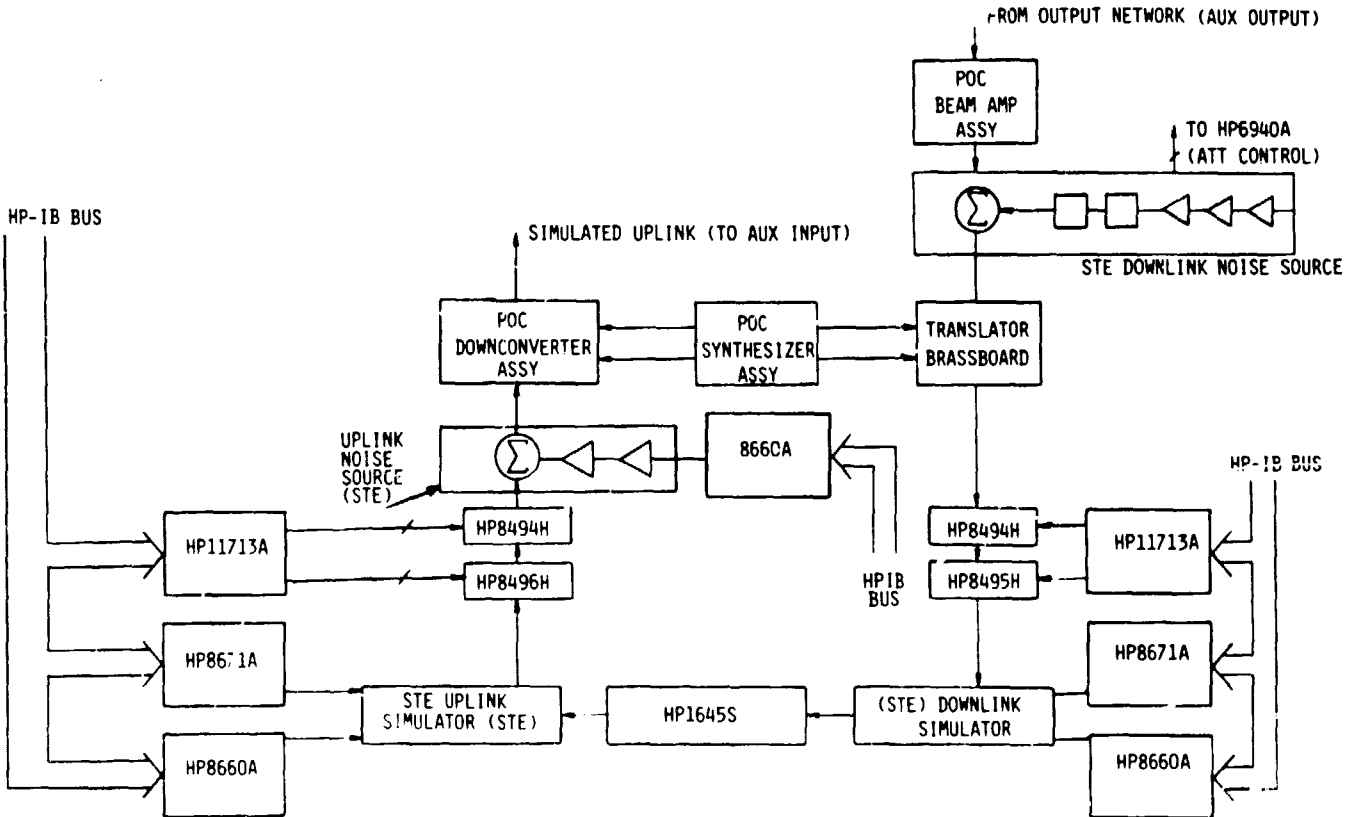 -ROM OUTPUT NETWORK (AUX OUTPUT)
POC
BEAM AMP
ASSY
TO HP6940A
(ATT CONTROL)
Σ
STE DOWNLINK NOISE SOURCE
HP-IB BUS
SIMULATED UPLINK (TO AUX INPUT)
POC
DOWNCONVERTER
ASSY
POC
SYNTHESIZER
ASSY
TRANSLATOR
BRASSBOARD
UPLINK
NOISE
SOURCE
(STE)
Σ
8660A
HP-IB BUS
HP11713A
HP8494H
HP8496H
HPIB
BUS
HP8494H
HP8495H
HP11713A
HP8671A
HP8671A
STE UPLINK
SIMULATOR (STE)
HP1645S
(STE) DOWNLINK
SIMULATOR
HP8660A
HP8660A